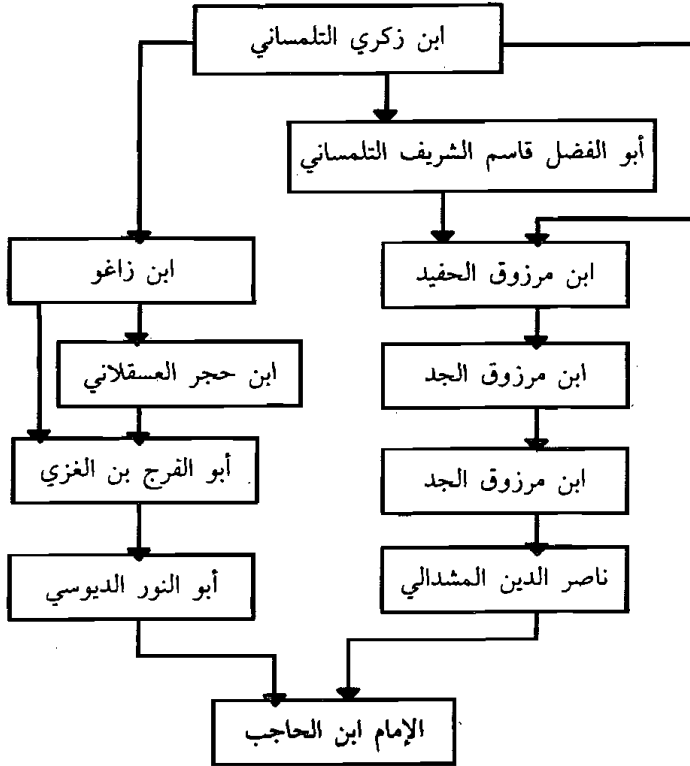 ابن زكري التلمساني
أبو الفضل قاسم الشريف التلمساني
ابن مرزوق الحفيد
ابن زاغو
ابن مرزوق الجد
ابن حجر العسقلاني
ابن مرزوق الجد
أبو الفرج بن الغزي
ناصر الدين المشدالي
أبو النور الديوسي
الإمام ابن الحاجب